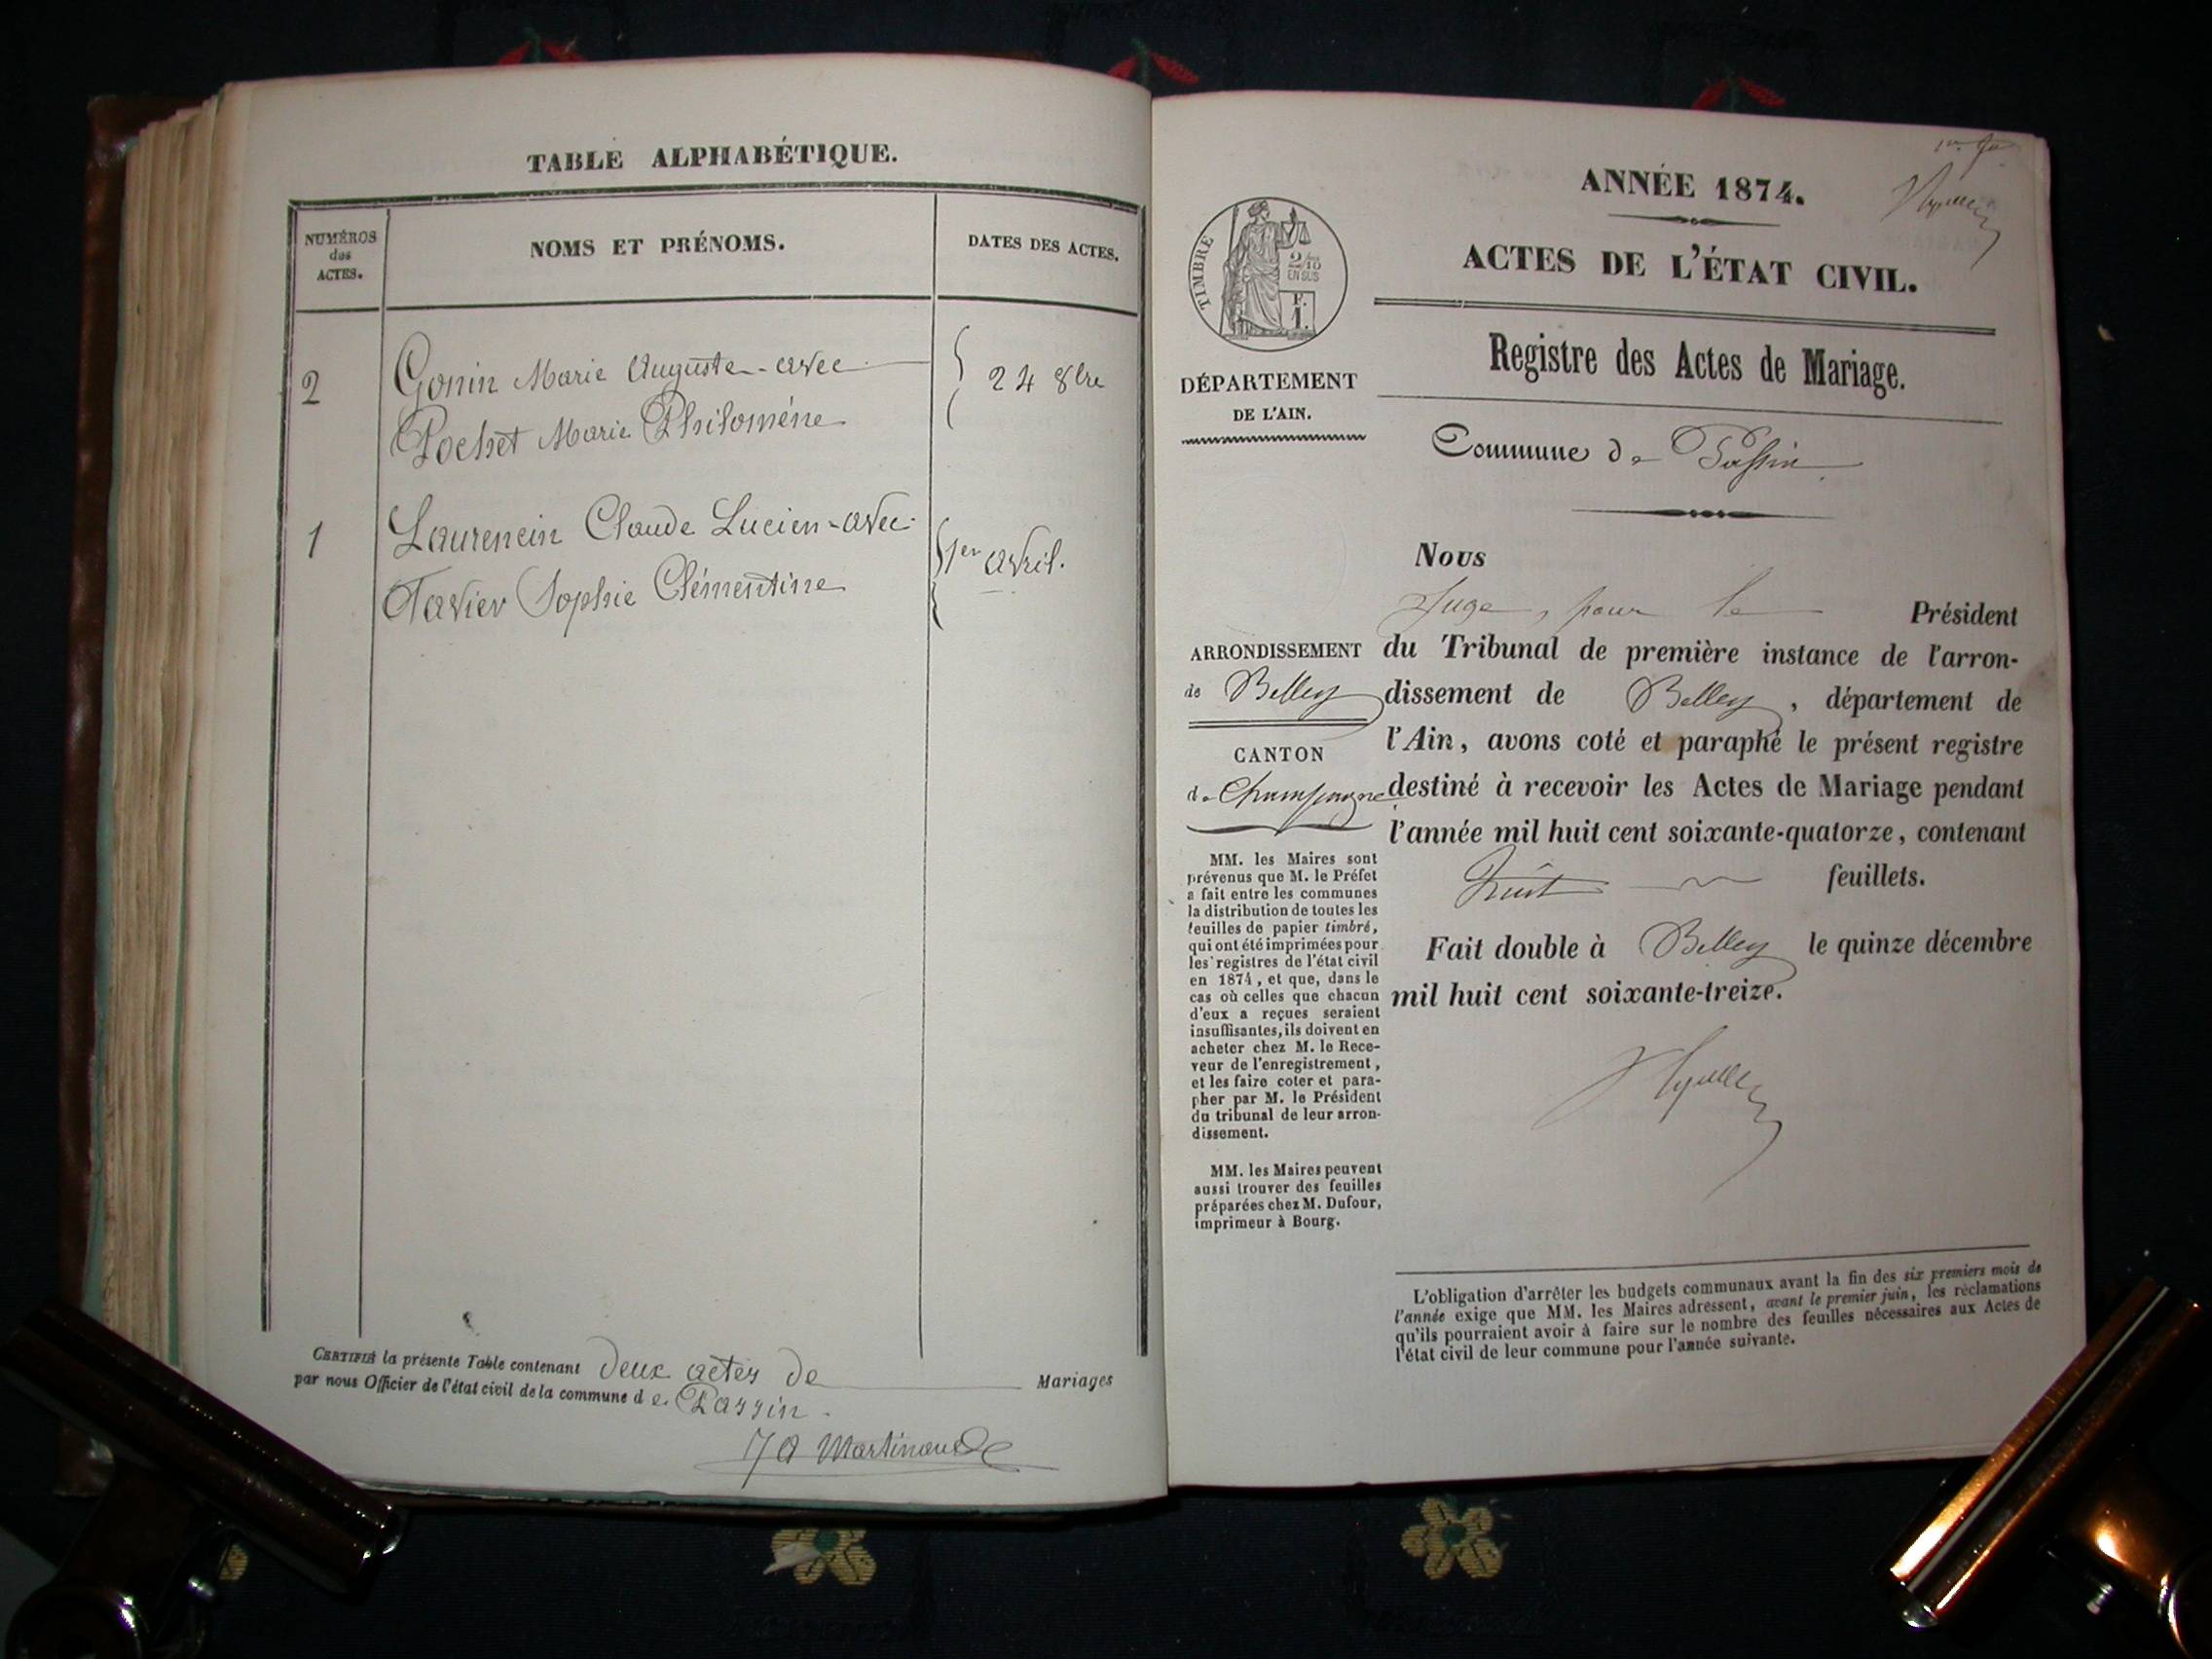 TABLE ALPHABÉTIQUE.
NUMÉROS
des
ACTES.
NOMS ET PRÉNOMS.
DATES DES ACTES.
2
Gonin Marie Auguste - avec
Pochet Marie Philomène
24 8bre
1
Laurencin Claude Lucien - avec
Tavier Sophie Clémentine
1er avril.
CERTIFIÉ la présente Table contenant deux actes de Mariages
par nous Officier de l'état civil de la commune de Passin.
Martinand
ANNÉE 1874.
ACTES DE L'ÉTAT CIVIL.
TIMBRE
2/10
EN SUS
F.
1.
DÉPARTEMENT
DE L'AIN.
Registre des Actes de Mariage.
Commune de Passin
Nous
Juge, pour le Président
du Tribunal de première instance de l'arron-
dissement de Belley, département de
l'Ain, avons coté et paraphé le présent registre
destiné à recevoir les Actes de Mariage pendant
l'année mil huit cent soixante-quatorze, contenant
huit feuillets.
Fait double à Belley le quinze décembre
mil huit cent soixante-treize.
ARRONDISSEMENT
de Belley
CANTON
de Champagne
MM. les Maires sont
prévenus que M. le Préfet
a fait entre les communes
la distribution de toutes les
feuilles de papier timbré,
qui ont été imprimées pour
les registres de l'état civil
en 1874, et que, dans le
cas où celles que chacun
d'eux a reçues seraient
insuffisantes, ils doivent en
acheter chez M. le Rece-
veur de l'enregistrement,
et les faire coter et para-
pher par M. le Président
du tribunal de leur arron-
dissement.
MM. les Maires peuvent
aussi trouver des feuilles
préparées chez M. Dufour,
imprimeur à Bourg.
L'obligation d'arrêter les budgets communaux avant la fin des six premiers mois de
l'année exige que MM. les Maires adressent, avant le premier juin, les réclamations
qu'ils pourraient avoir à faire sur le nombre des feuilles nécessaires aux Actes de
l'état civil de leur commune pour l'année suivante.